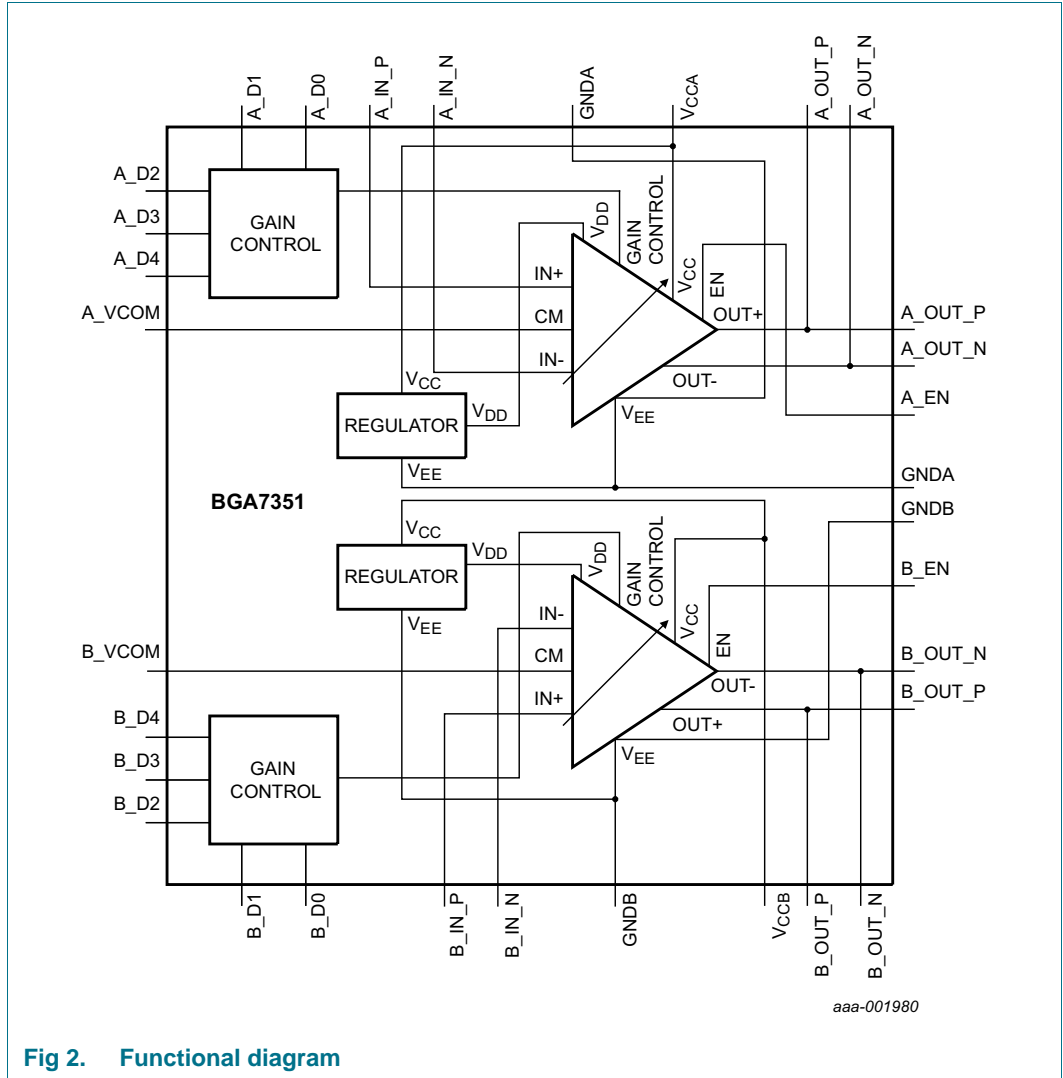 A_D1
A_D0
A_IN_P
A_IN_N
GNDA
VCCA
A_OUT_P
A_OUT_N
A_D2
A_D3
A_D4
GAIN
CONTROL
VDD
GAIN
CONTROL
VCC
EN
IN+
CM
IN-
OUT+
OUT-
VEE
A_VCOM
A_OUT_P
A_OUT_N
A_EN
VCC
REGULATOR
VDD
VEE
GNDA
BGA7351
GNDB
VCC
REGULATOR
VDD
VEE
VDD
GAIN
CONTROL
VCC
EN
B_EN
IN-
CM
IN+
OUT-
OUT+
VEE
B_VCOM
B_OUT_N
B_OUT_P
B_D4
B_D3
B_D2
GAIN
CONTROL
B_D1
B_D0
B_IN_P
B_IN_N
GNDB
VCCB
B_OUT_P
B_OUT_N
aaa-001980
Fig 2. Functional diagram